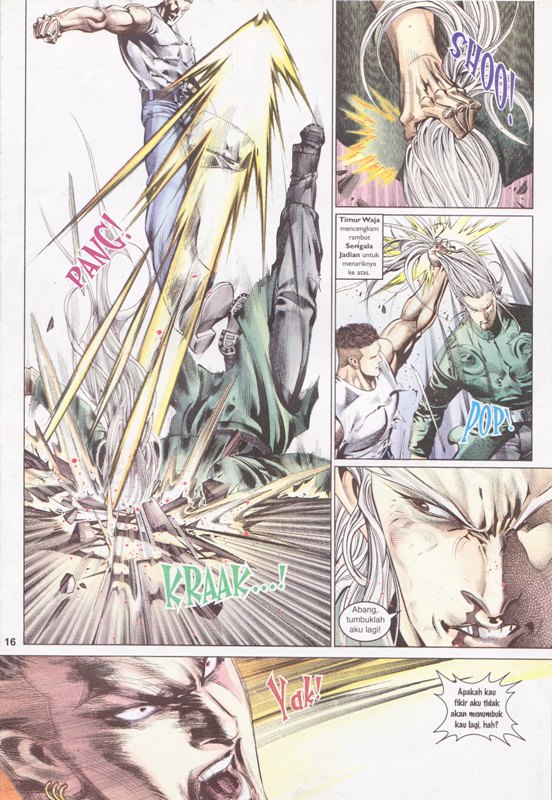 PANG!
KRAAK...!
SHOO!
Timur Waja
mencengkam
rambut
Serigala
Jadian untuk
menariknya
ke atas.
POP!
Abang,
tumbuklah
aku lagi!
16
Yak!
Apakah kau
fikir aku tidak
akan menumbuk
kau lagi, hah?